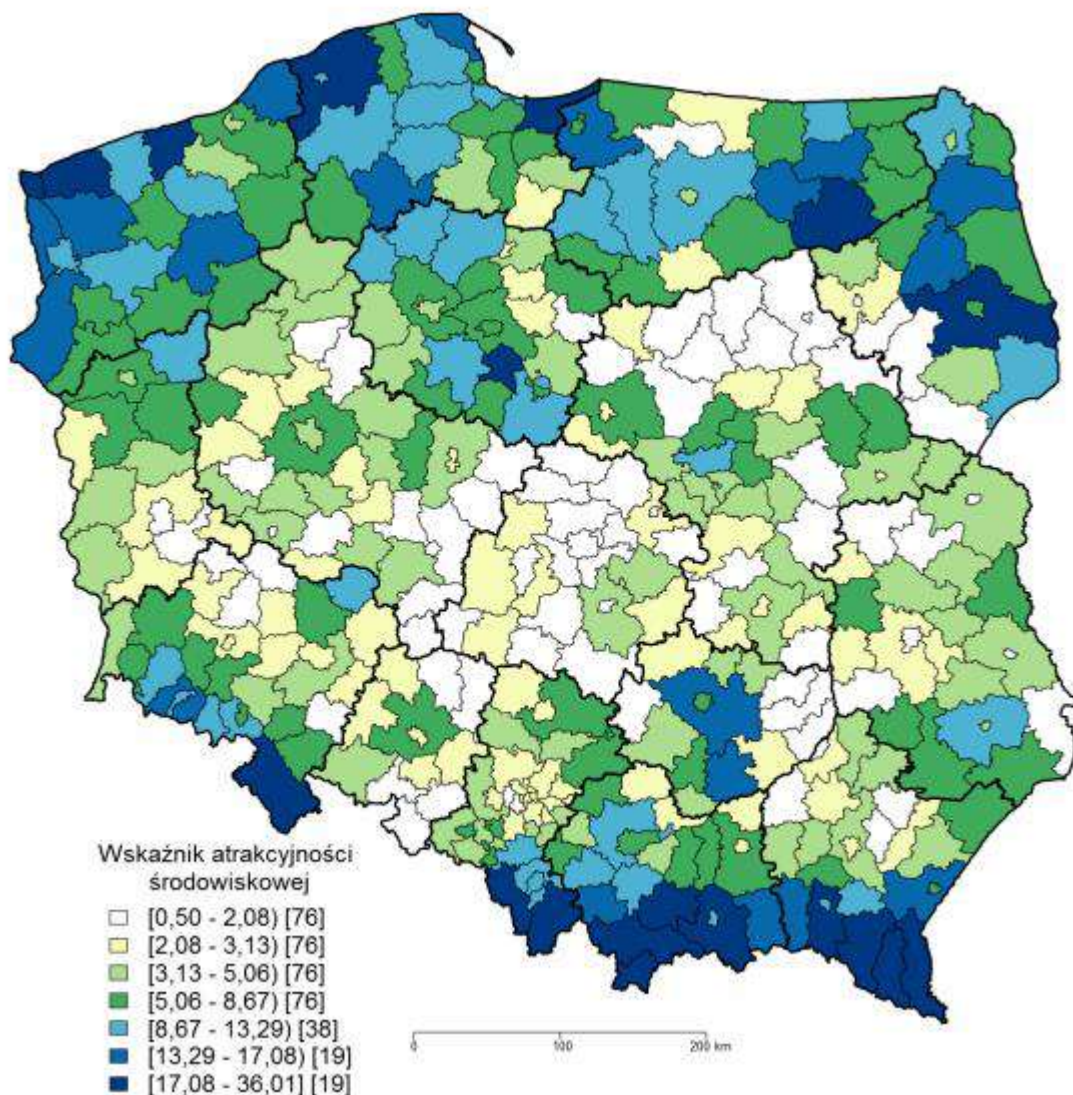 Wskaźnik atrakcyjności
środowiskowej
[0,50 - 2,08) [76]
[2,08 - 3,13) [76]
[3,13 - 5,06) [76]
[5,06 - 8,67) [76]
[8,67 - 13,29) [38]
[13,29 - 17,08) [19]
[17,08 - 36,01] [19]
0 100 200 km